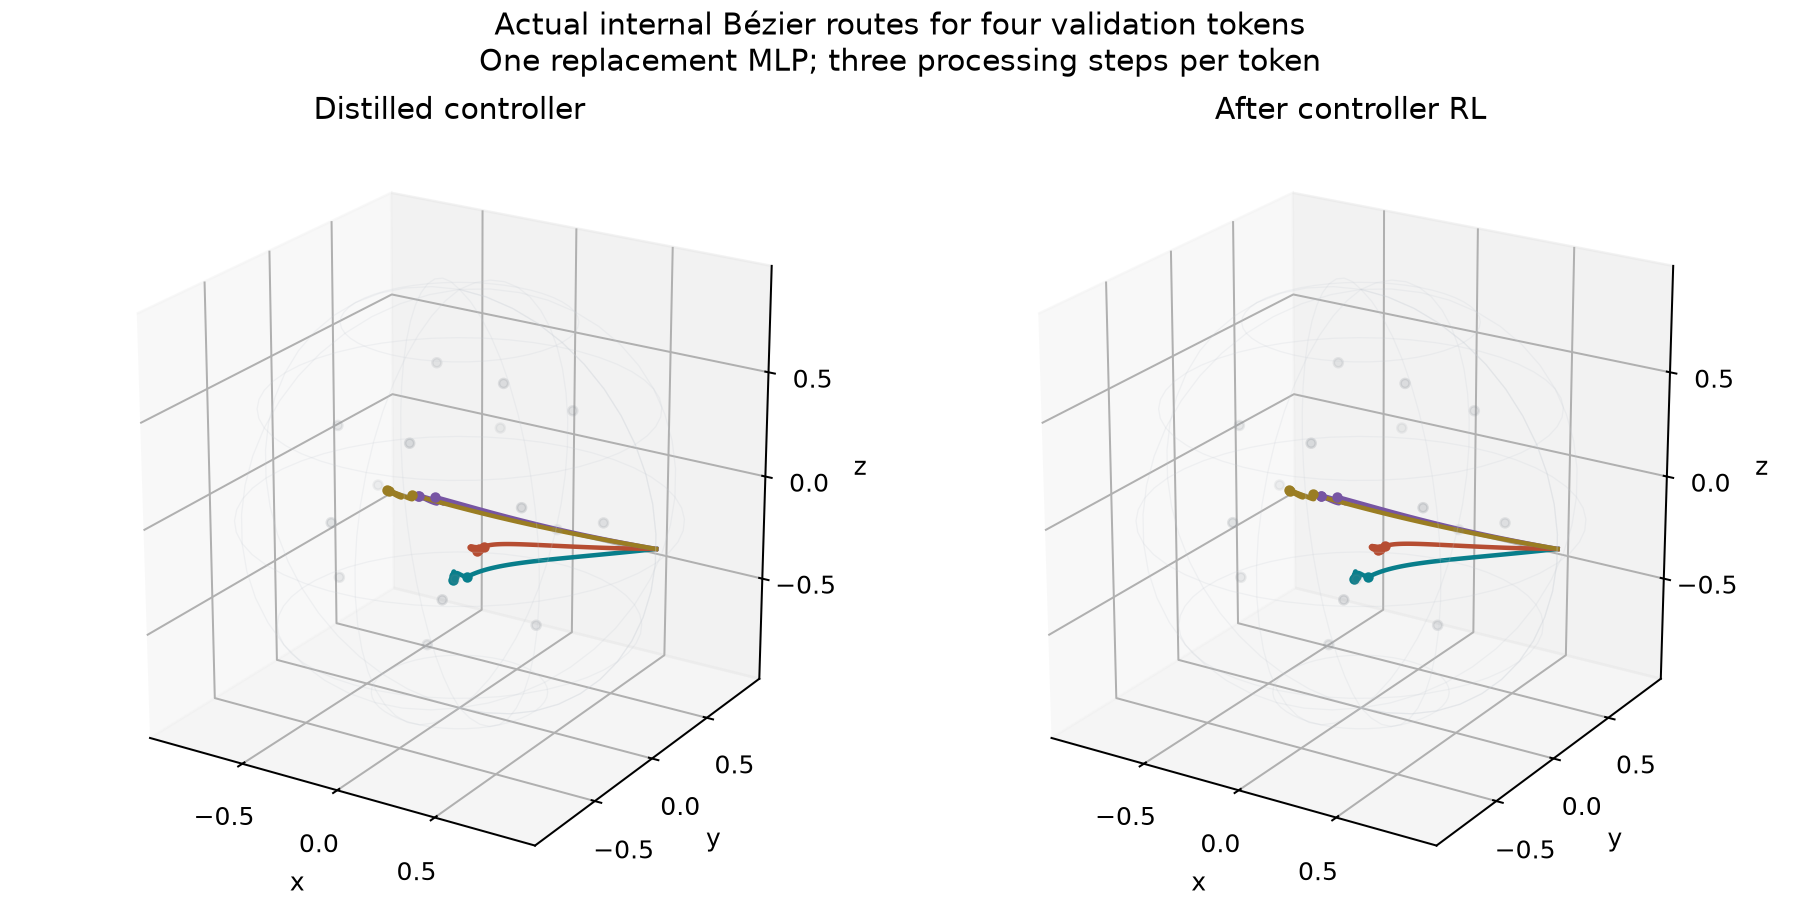 Actual internal Bézier routes for four validation tokens
One replacement MLP; three processing steps per token
Distilled controller
After controller RL
0.5
0.0
−0.5
z
−0.5
0.0
0.5
x
−0.5
0.0
0.5
y
0.5
0.0
−0.5
z
−0.5
0.0
0.5
x
−0.5
0.0
0.5
y